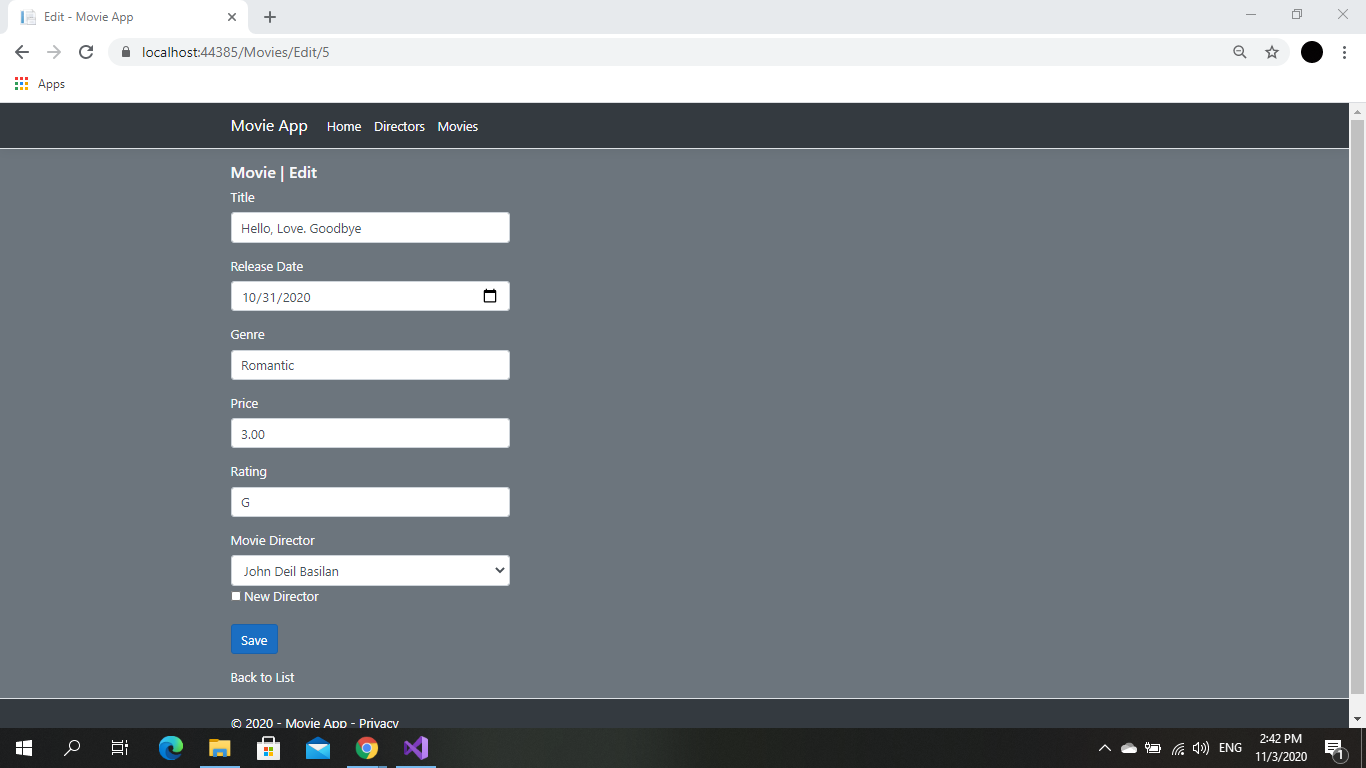 Edit - Movie App
localhost:44385/Movies/Edit/5
Apps
Movie App Home Directors Movies
Movie | Edit
Title
Hello, Love. Goodbye
Release Date
10/31/2020
Genre
Romantic
Price
3.00
Rating
G
Movie Director
John Deil Basilan
New Director
Save
Back to List
© 2020 - Movie App - Privacy
ENG
2:42 PM
11/3/2020
1